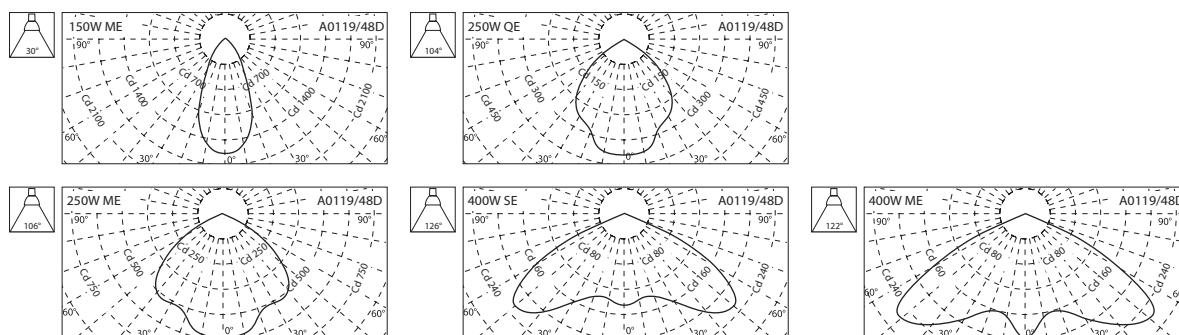 30°
150W ME
A0119/48D
90°
90°
Cd 700
Cd 700
Cd 1400
Cd 1400
Cd 2100
Cd 2100
60°
60°
30°
0°
30°
104°
250W QE
A0119/48D
90°
90°
Cd 150
Cd 150
Cd 300
Cd 300
Cd 450
Cd 450
60°
60°
30°
0°
30°
106°
250W ME
A0119/48D
90°
90°
Cd 250
Cd 250
Cd 500
Cd 500
Cd 750
Cd 750
60°
60°
30°
0°
30°
126°
400W SE
A0119/48D
90°
90°
Cd 80
Cd 80
Cd 160
Cd 160
Cd 240
Cd 240
60°
60°
30°
0°
30°
122°
400W ME
A0119/48D
90°
90°
Cd 80
Cd 80
Cd 160
Cd 160
Cd 240
Cd 240
60°
60°
30°
0°
30°